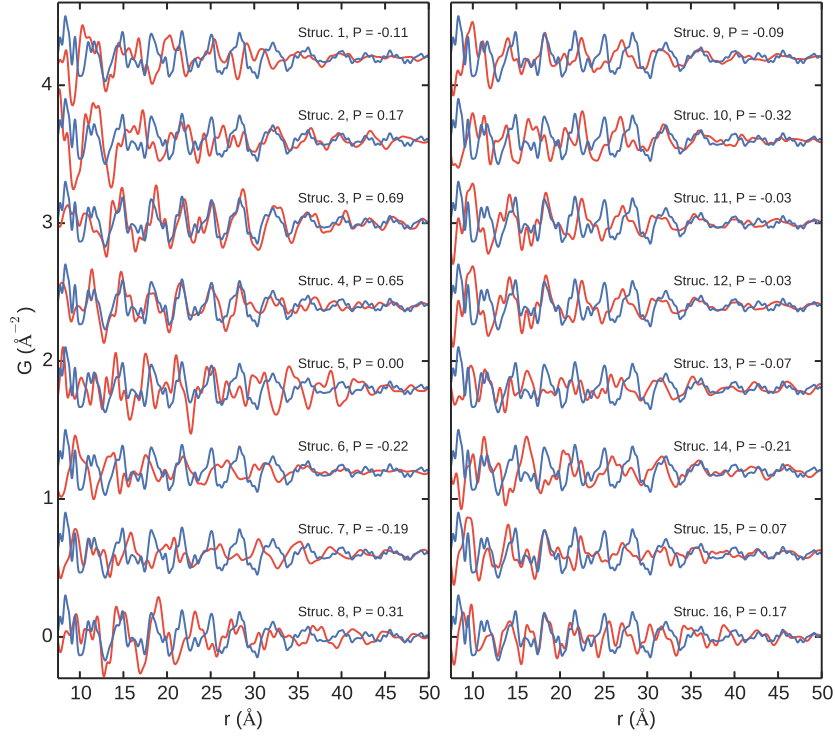 Struc. 1, P = -0.11
Struc. 2, P = 0.17
Struc. 3, P = 0.69
Struc. 4, P = 0.65
Struc. 5, P = 0.00
Struc. 6, P = -0.22
Struc. 7, P = -0.19
Struc. 8, P = 0.31
4
3
2
1
0
G (Å⁻²)
10 15 20 25 30 35 40 45 50
r (Å)
Struc. 9, P = -0.09
Struc. 10, P = -0.32
Struc. 11, P = -0.03
Struc. 12, P = -0.03
Struc. 13, P = -0.07
Struc. 14, P = -0.21
Struc. 15, P = 0.07
Struc. 16, P = 0.17
10 15 20 25 30 35 40 45 50
r (Å)